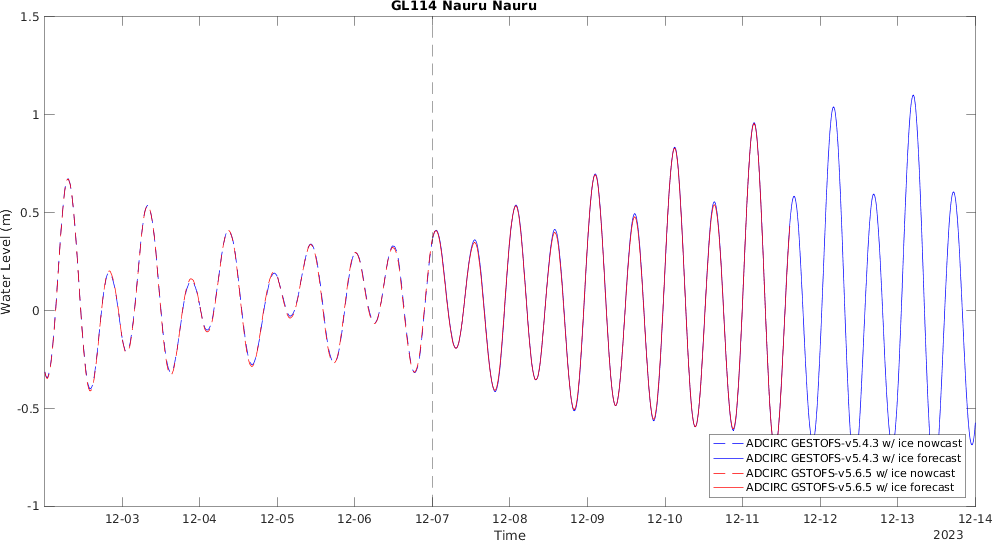 GL114 Nauru Nauru
1.5
1
0.5
0
-0.5
-1
Water Level (m)
ADCIRC GESTOFS-v5.4.3 w/ ice nowcast
ADCIRC GESTOFS-v5.4.3 w/ ice forecast
ADCIRC GSTOFS-v5.6.5 w/ ice nowcast
ADCIRC GSTOFS-v5.6.5 w/ ice forecast
12-03 12-04 12-05 12-06 12-07 12-08 12-09 12-10 12-11 12-12 12-13 12-14
Time
2023